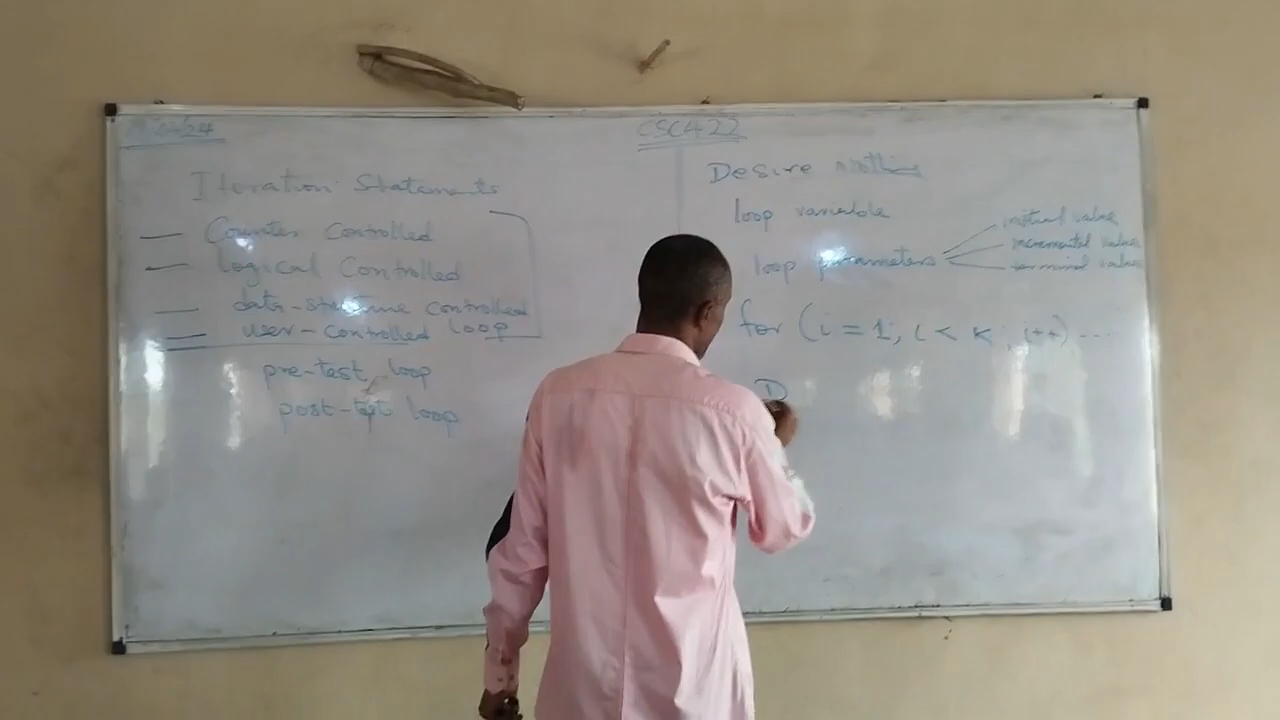 CSC422
Iteration Statements
Counter Controlled
Logical Controlled
data-structure controlled
user-controlled loop
pre-test loop
post-test loop
Desire
loop variable
loop parameters
initial value
incremental value
terminal value
for (i = 1, i < K, i++) ...
D